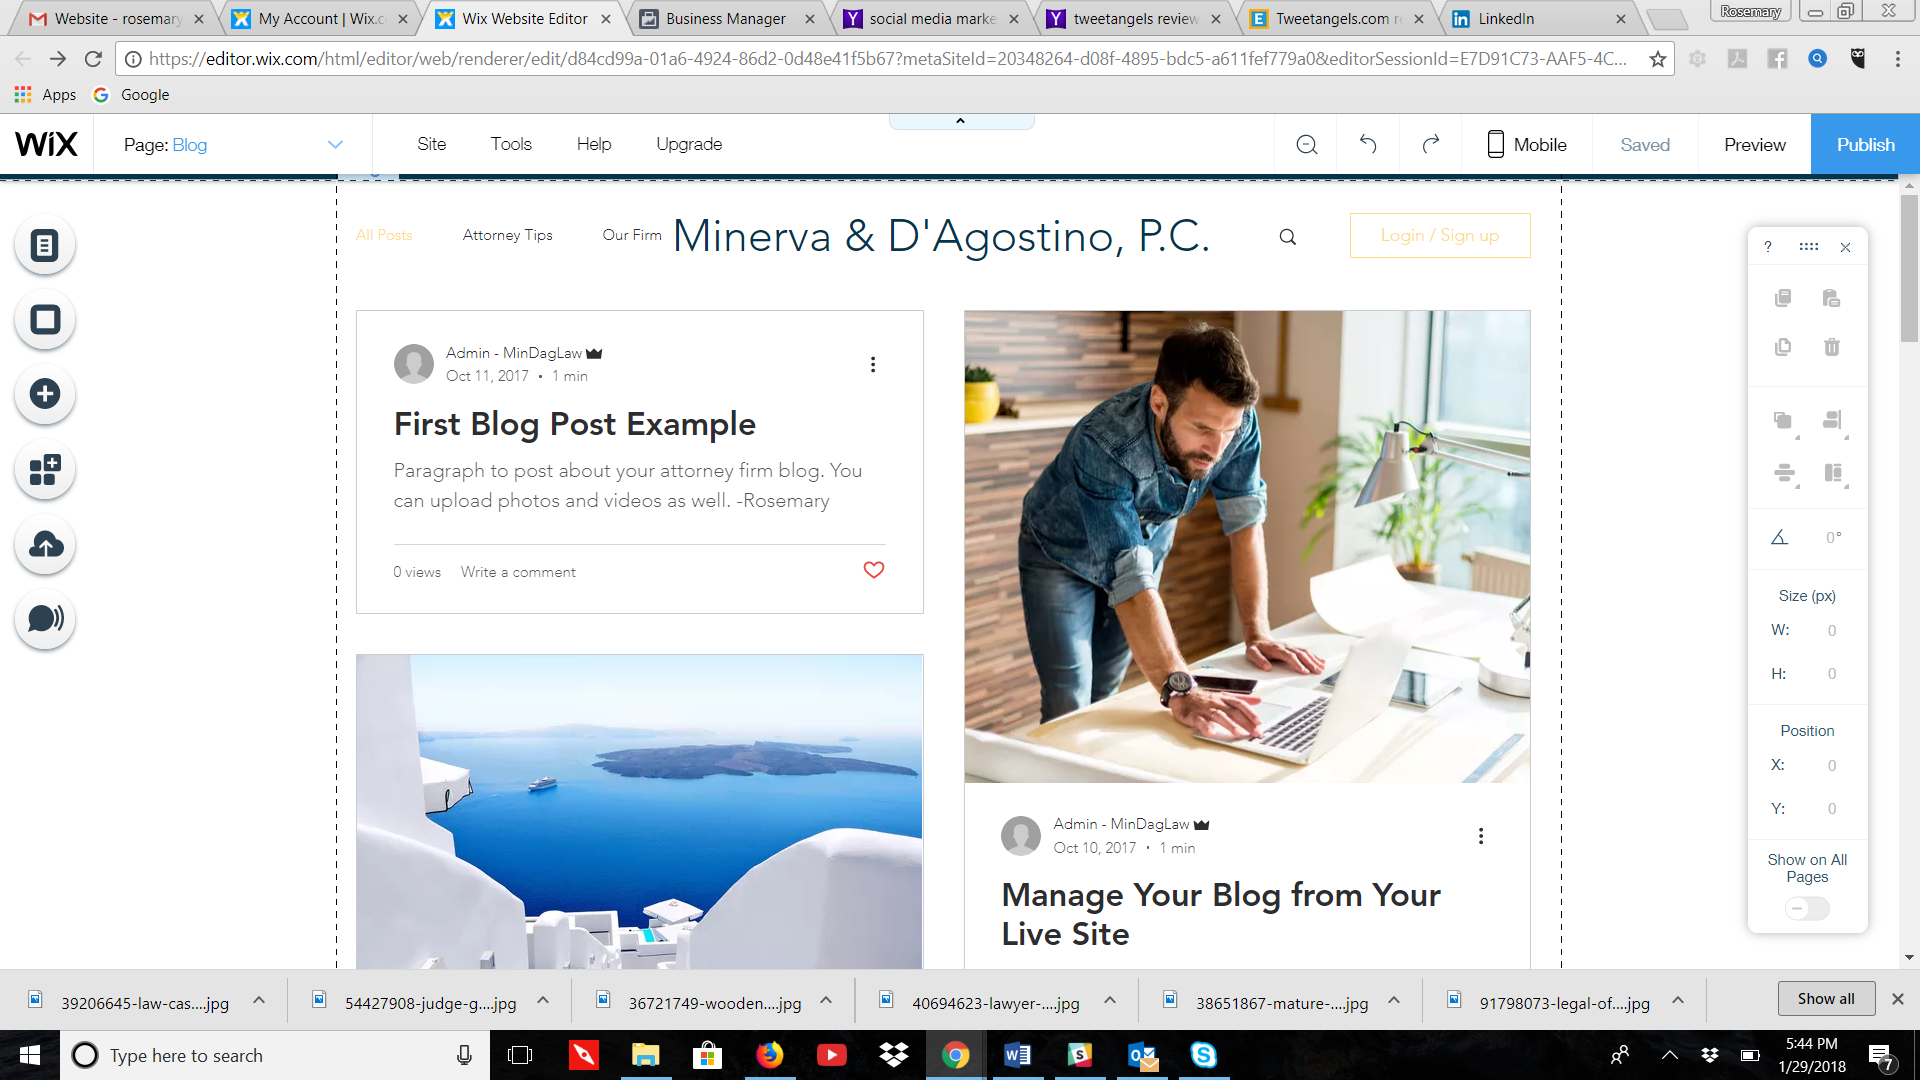 Website - rosemary
My Account | Wix.c
Wix Website Editor
Business Manager
social media marke
tweetangels review
Tweetangels.com r
LinkedIn
Rosemary
https://editor.wix.com/html/editor/web/renderer/edit/d84cd99a-01a6-4924-86d2-0d48e41f5b67?metaSiteId=20348264-d08f-4895-bdc5-a611fef779a0&editorSessionId=E7D91C73-AAF5-4C...
Apps
Google
WiX
Page: Blog
Site
Tools
Help
Upgrade
Mobile
Saved
Preview
Publish
All Posts
Attorney Tips
Our Firm
Minerva & D'Agostino, P.C.
Login / Sign up
Admin - MinDagLaw
Oct 11, 2017 • 1 min
First Blog Post Example
Paragraph to post about your attorney firm blog. You
can upload photos and videos as well. -Rosemary
0 views
Write a comment
Admin - MinDagLaw
Oct 10, 2017 • 1 min
Manage Your Blog from Your
Live Site
?
0°
Size (px)
W: 0
H: 0
Position
X: 0
Y: 0
Show on All
Pages
39206645-law-cas....jpg
54427908-judge-g....jpg
36721749-wooden....jpg
40694623-lawyer-....jpg
38651867-mature-....jpg
91798073-legal-of....jpg
Show all
Type here to search
5:44 PM
1/29/2018
7